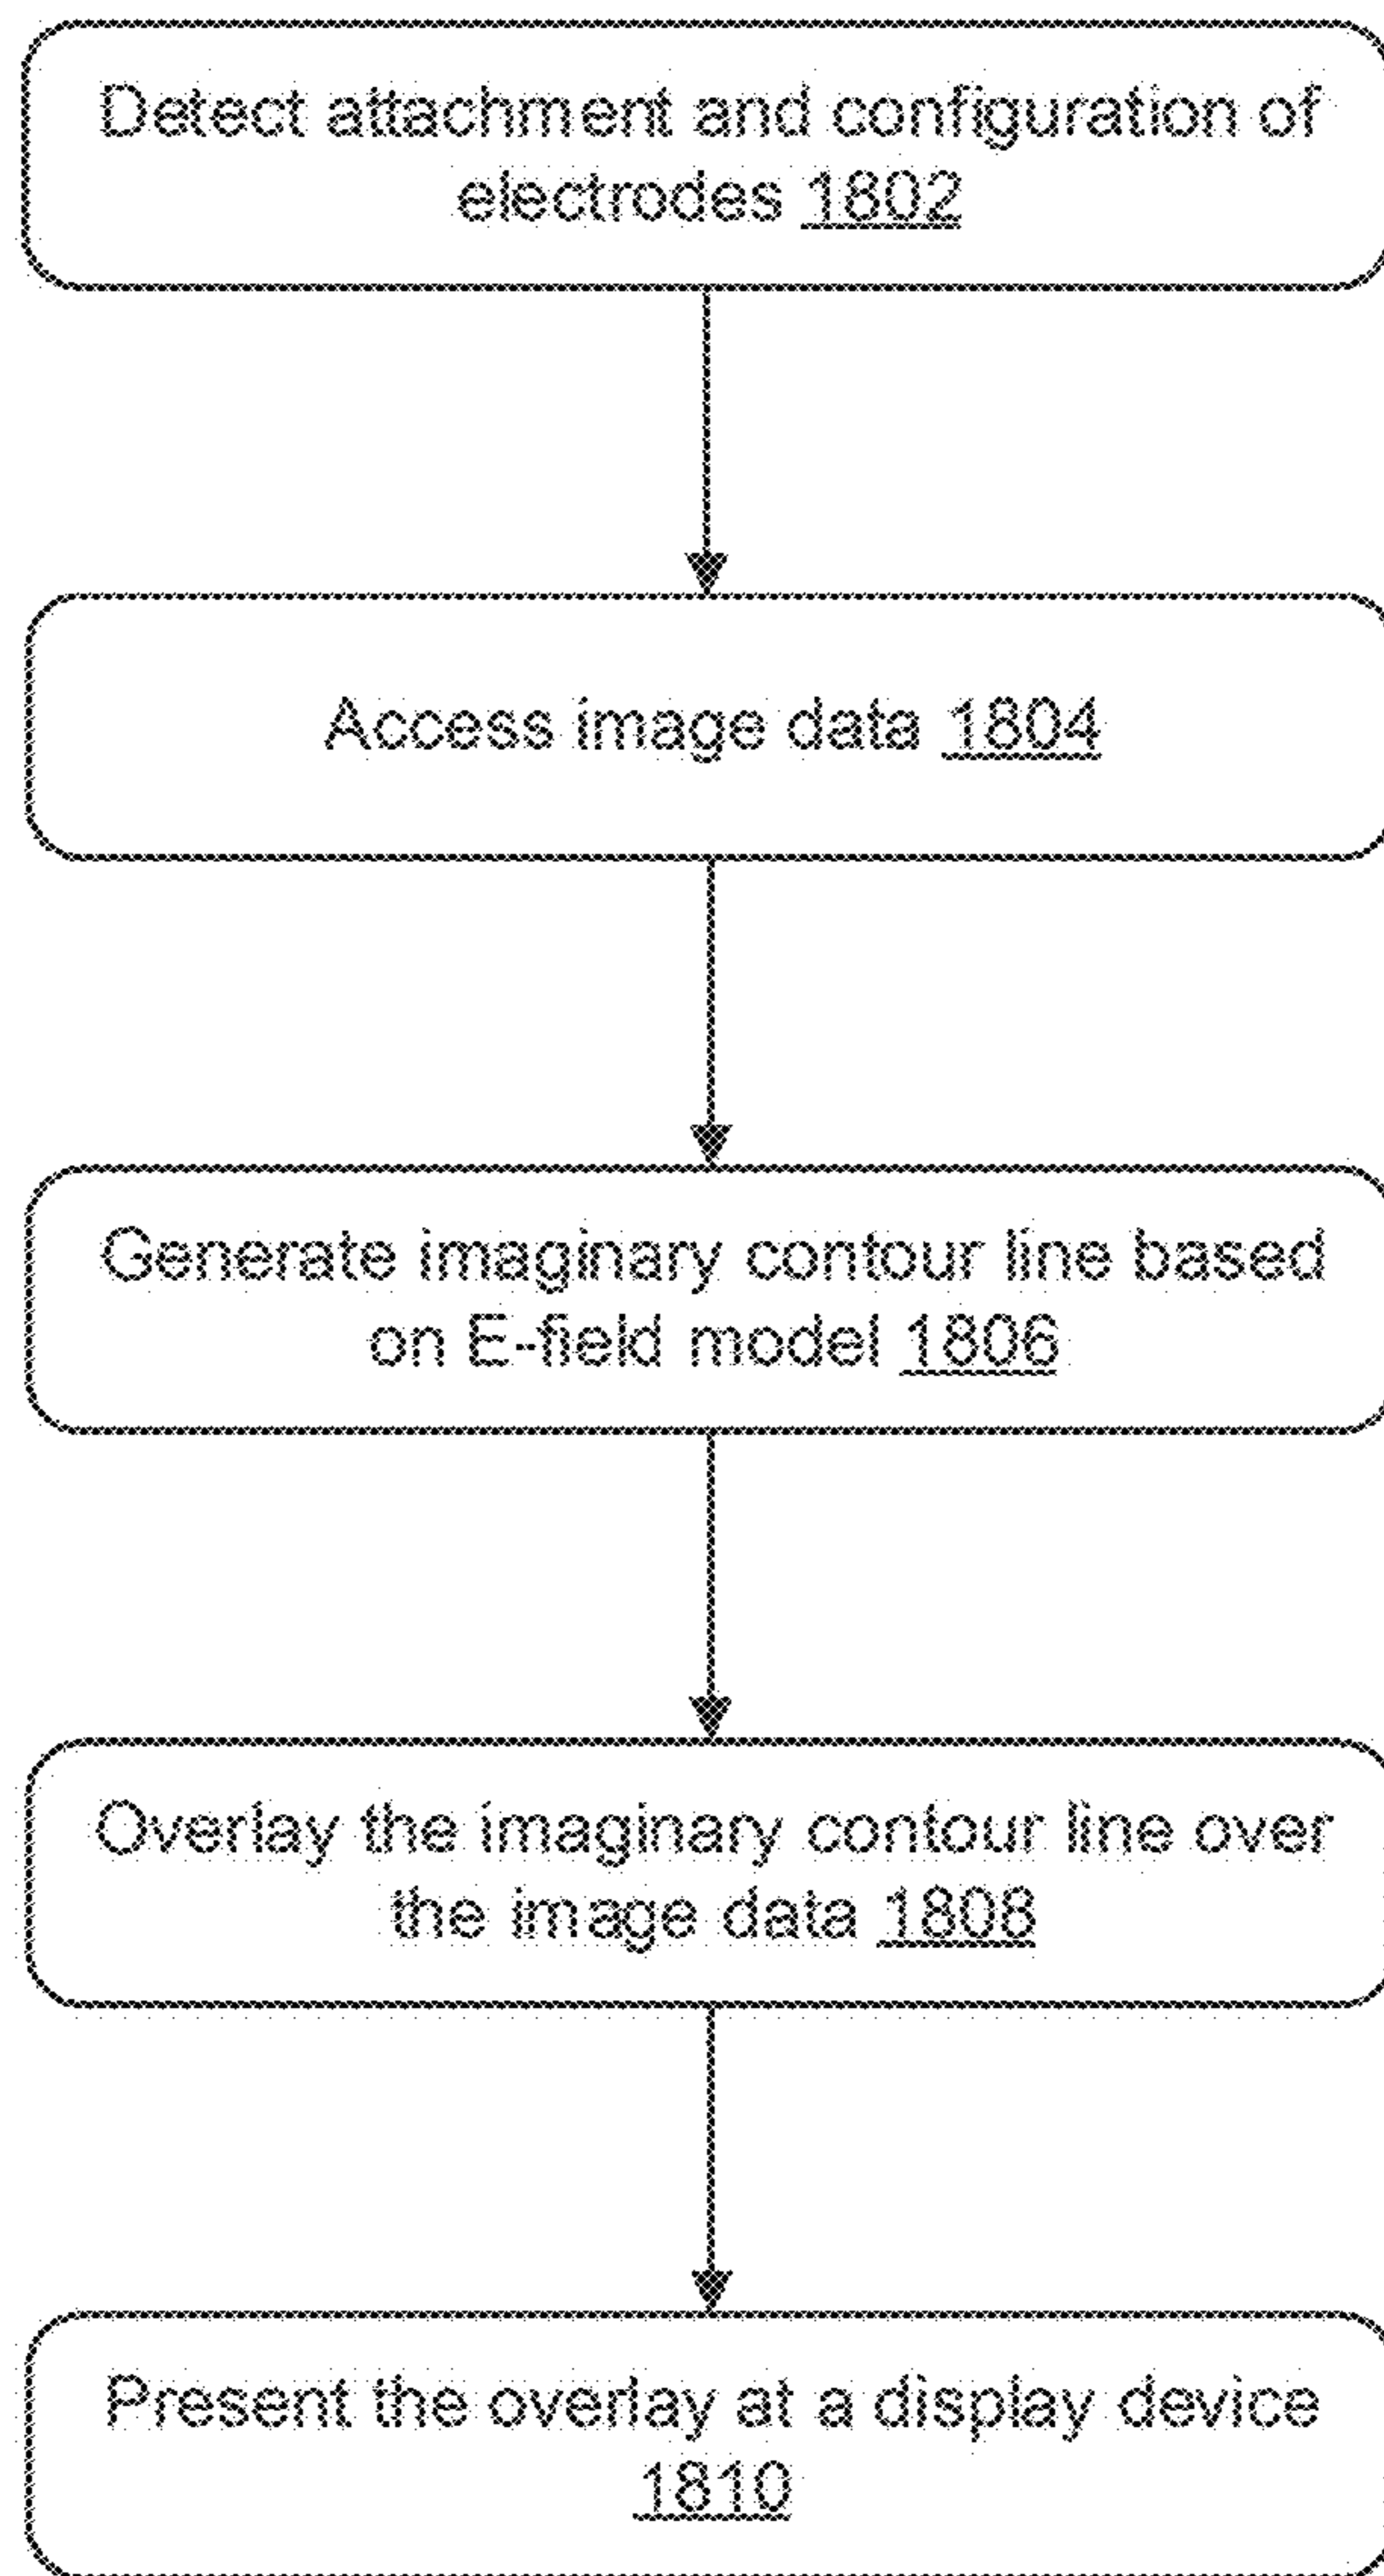 Detect attachment and configuration of
electrodes 1802
Access image data 1804
Generate imaginary contour line based
on E-field model 1806
Overlay the imaginary contour line over
the image data 1808
Present the overlay at a display device
1810